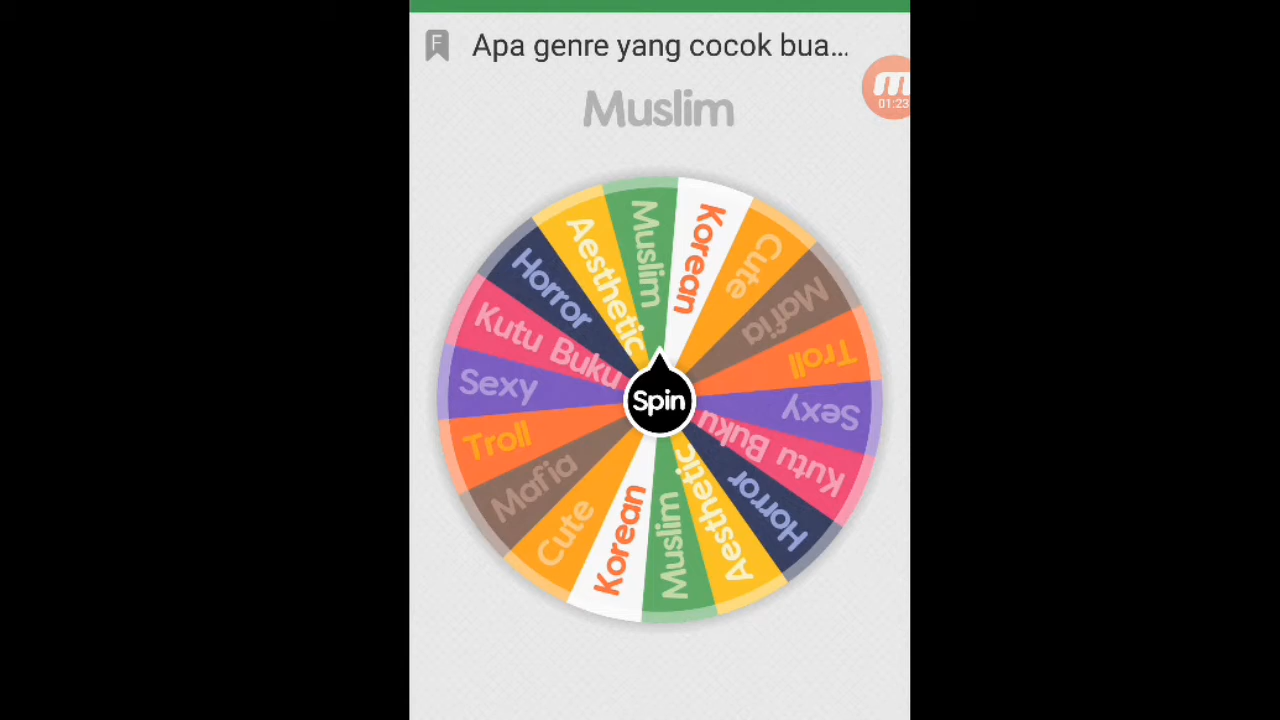 F
Apa genre yang cocok bua...
m
01:23
Muslim
Muslim
Korean
Cute
Mafia
Troll
Sexy
Kutu Buku
Horror
Aesthetic
Muslim
Korean
Cute
Mafia
Troll
Sexy
Kutu Buku
Horror
Aesthetic
Spin